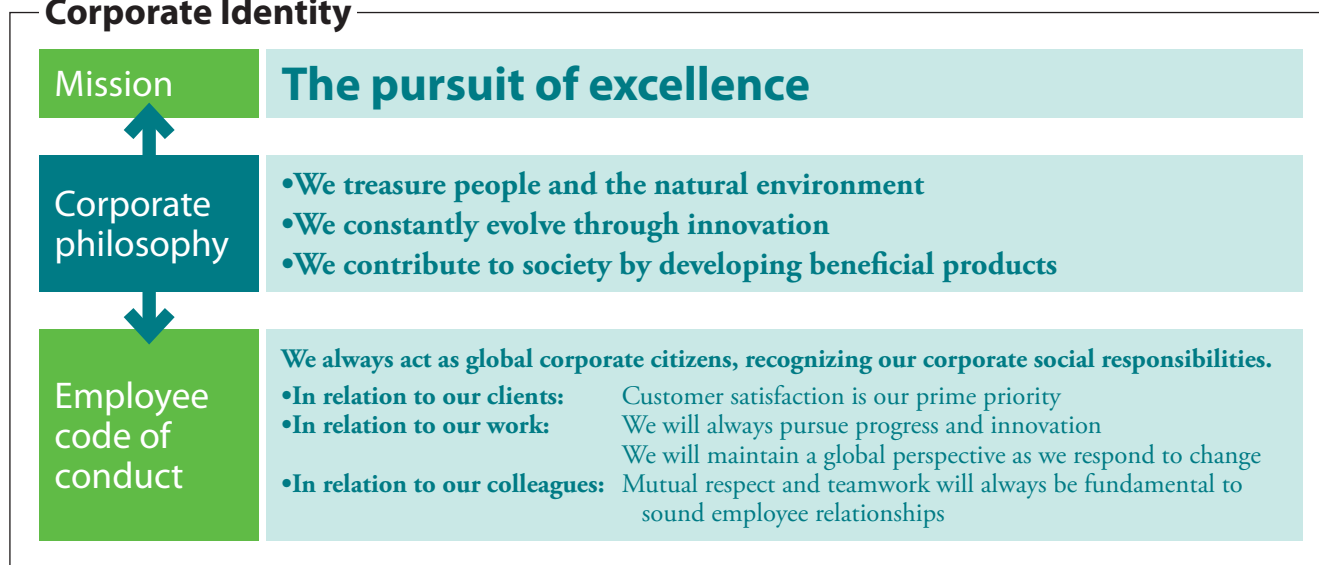 Corporate Identity
Mission
The pursuit of excellence
Corporate
philosophy
•We treasure people and the natural environment
•We constantly evolve through innovation
•We contribute to society by developing beneficial products
Employee
code of
conduct
We always act as global corporate citizens, recognizing our corporate social responsibilities.
•In relation to our clients: Customer satisfaction is our prime priority
•In relation to our work: We will always pursue progress and innovation
We will maintain a global perspective as we respond to change
•In relation to our colleagues: Mutual respect and teamwork will always be fundamental to
sound employee relationships